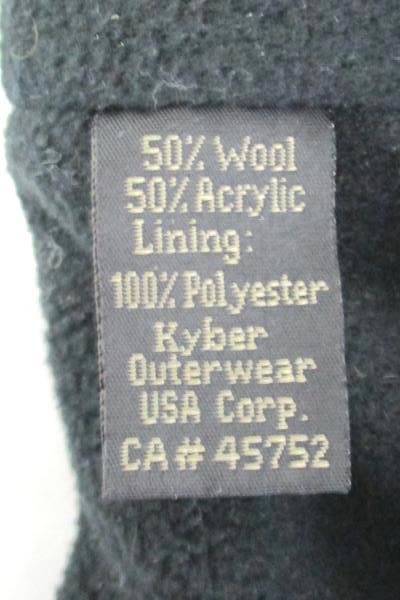 50% Wool
50% Acrylic
Lining:
100% Polyester
Kyber
Outerwear
USA Corp.
CA# 45752